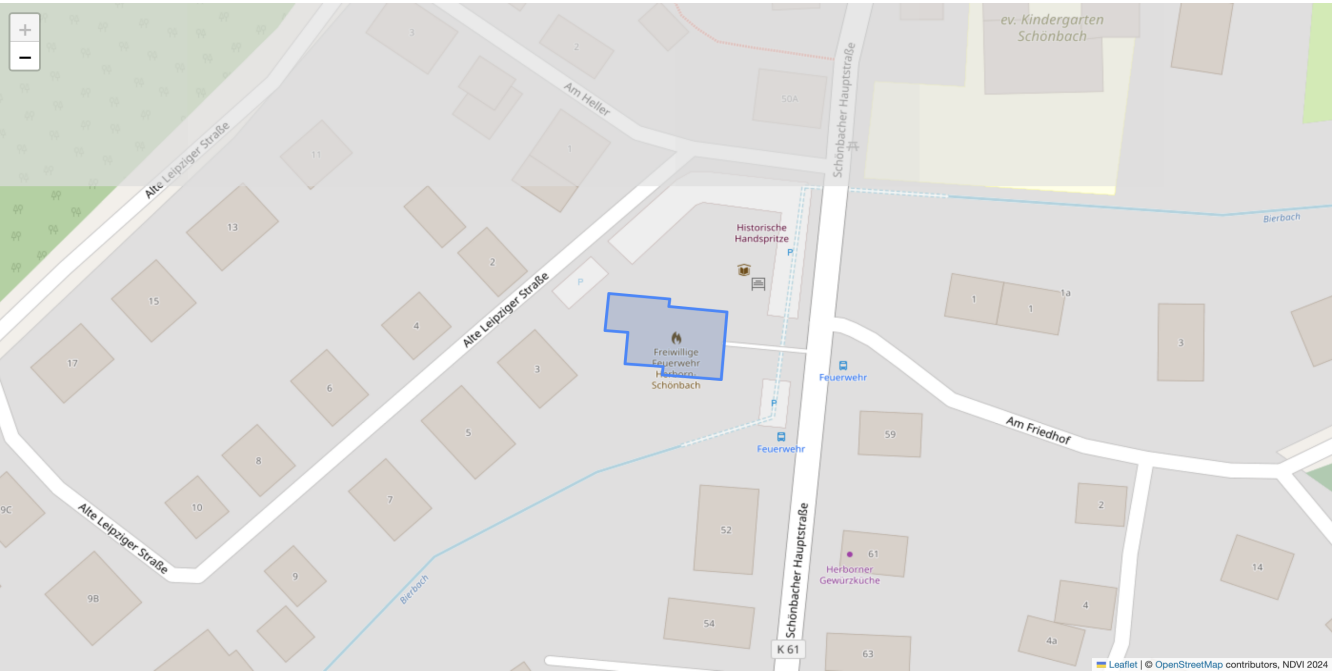 +
−
3
2
ev. Kindergarten
Schönbach
Am Heller
50A
Schönbacher Hauptstraße
Alte Leipziger Straße
11
1
13
2
Historische
Handspritze
P
P
Bierbach
15
4
Alte Leipziger Straße
1
1
1a
17
6
3
Freiwillige
Feuerwehr
Herborn-
Schönbach
Feuerwehr
3
P
5
8
Feuerwehr
59
Am Friedhof
7
10
9C
Alte Leipziger Straße
52
2
9
Bierbach
61
Herborner
Gewürzküche
14
9B
Schönbacher Hauptstraße
4
54
4a
K 61
63
Leaflet | © OpenStreetMap contributors, NDVI 2024